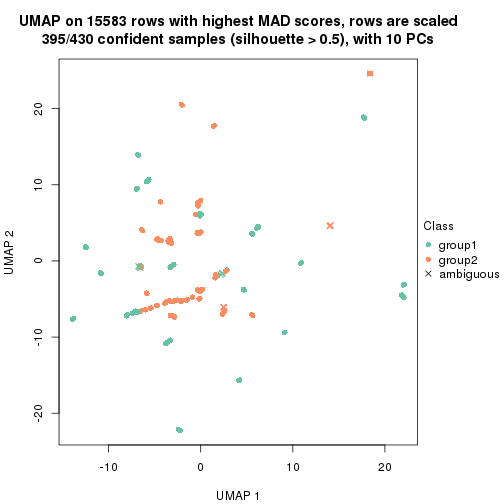 UMAP on 15583 rows with highest MAD scores, rows are scaled
395/430 confident samples (silhouette > 0.5), with 10 PCs
20
10
0
-10
-20
UMAP 2
-10
0
10
20
UMAP 1
Class
group1
group2
ambiguous